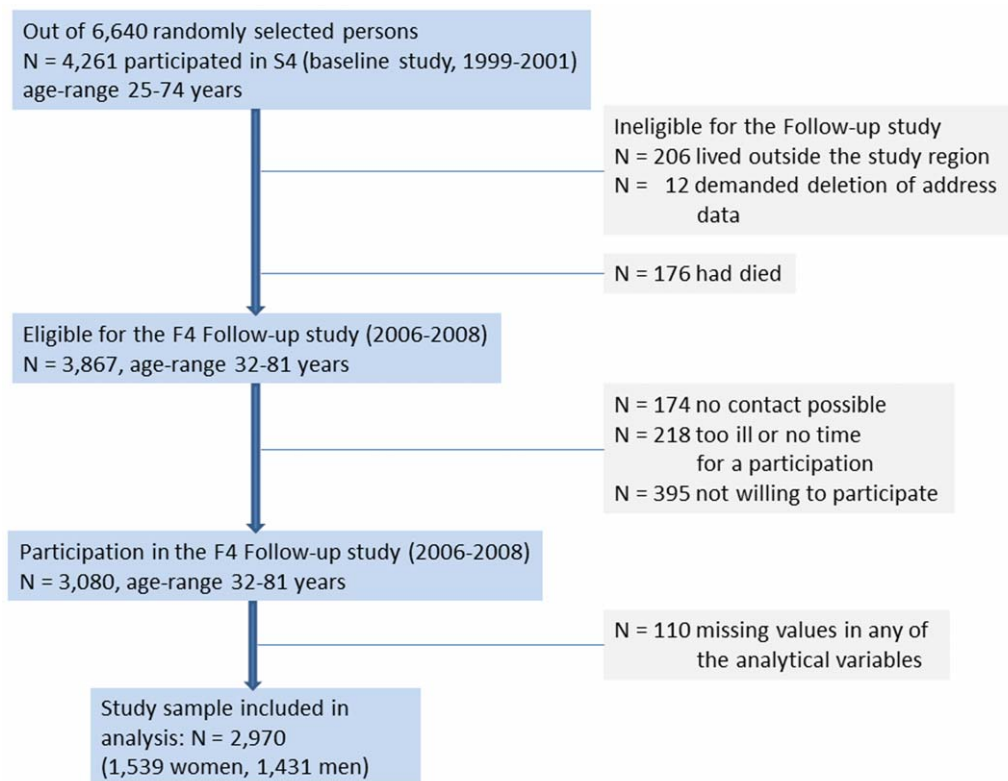 Out of 6,640 randomly selected persons
N = 4,261 participated in S4 (baseline study, 1999-2001)
age-range 25-74 years
Ineligible for the Follow-up study
N = 206 lived outside the study region
N = 12 demanded deletion of address
data
N = 176 had died
Eligible for the F4 Follow-up study (2006-2008)
N = 3,867, age-range 32-81 years
N = 174 no contact possible
N = 218 too ill or no time
for a participation
N = 395 not willing to participate
Participation in the F4 Follow-up study (2006-2008)
N = 3,080, age-range 32-81 years
N = 110 missing values in any of
the analytical variables
Study sample included in
analysis: N = 2,970
(1,539 women, 1,431 men)